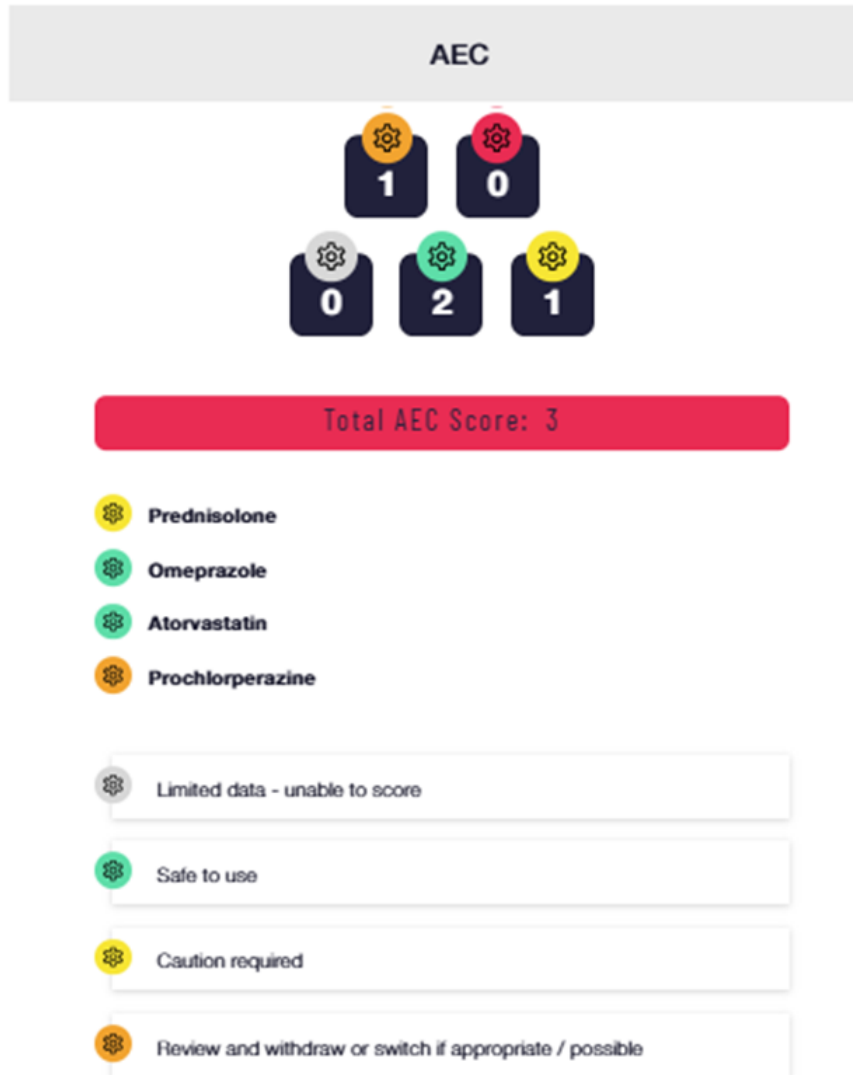 AEC
1 0
0 2 1
Total AEC Score: 3
Prednisolone
Omeprazole
Atorvastatin
Prochlorperazine
Limited data - unable to score
Safe to use
Caution required
Review and withdraw or switch if appropriate / possible